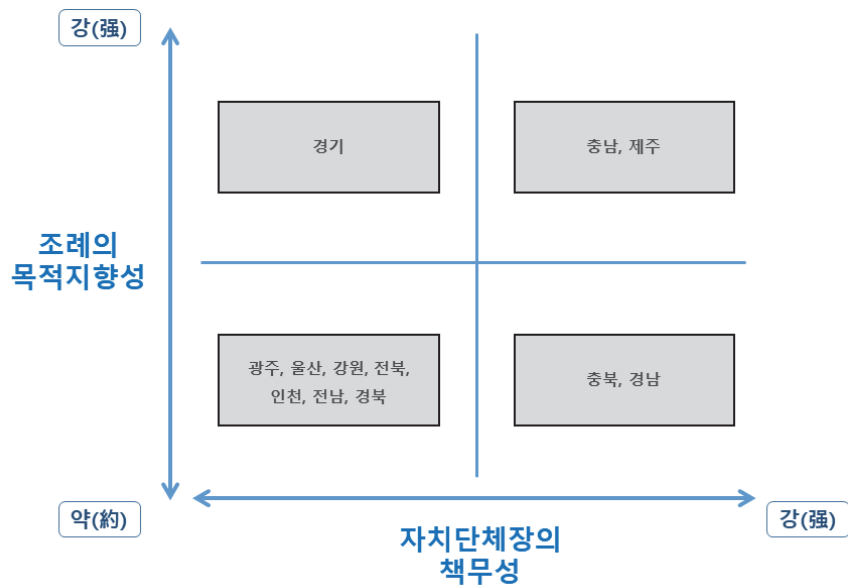 강(强)
경기
충남, 제주
조례의
목적지향성
광주, 울산, 강원, 전북,
인천, 전남, 경북
충북, 경남
약(約)
강(强)
자치단체장의
책무성